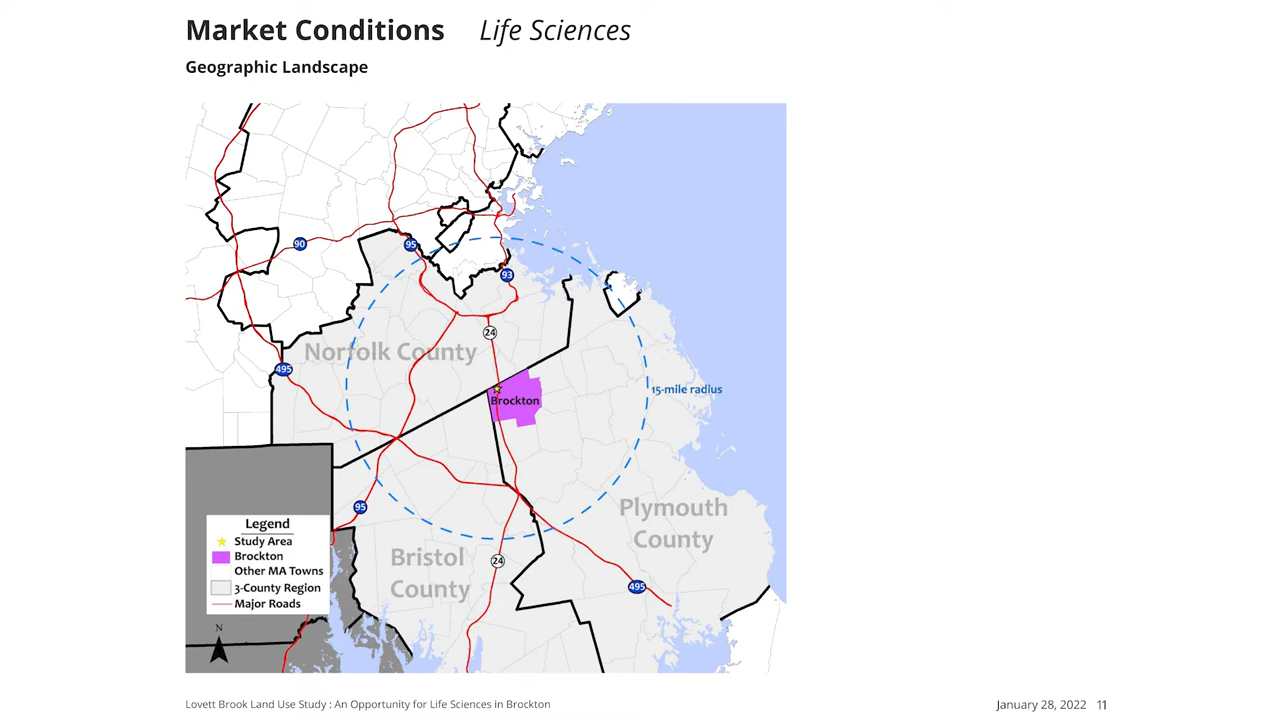 Market Conditions Life Sciences
Geographic Landscape
90
95
93
24
Norfolk County
495
15-mile radius
Brockton
95
Plymouth
County
Bristol
County
24
495
Legend
Study Area
Brockton
Other MA Towns
3-County Region
Major Roads
N
Lovett Brook Land Use Study : An Opportunity for Life Sciences in Brockton
January 28, 2022 11